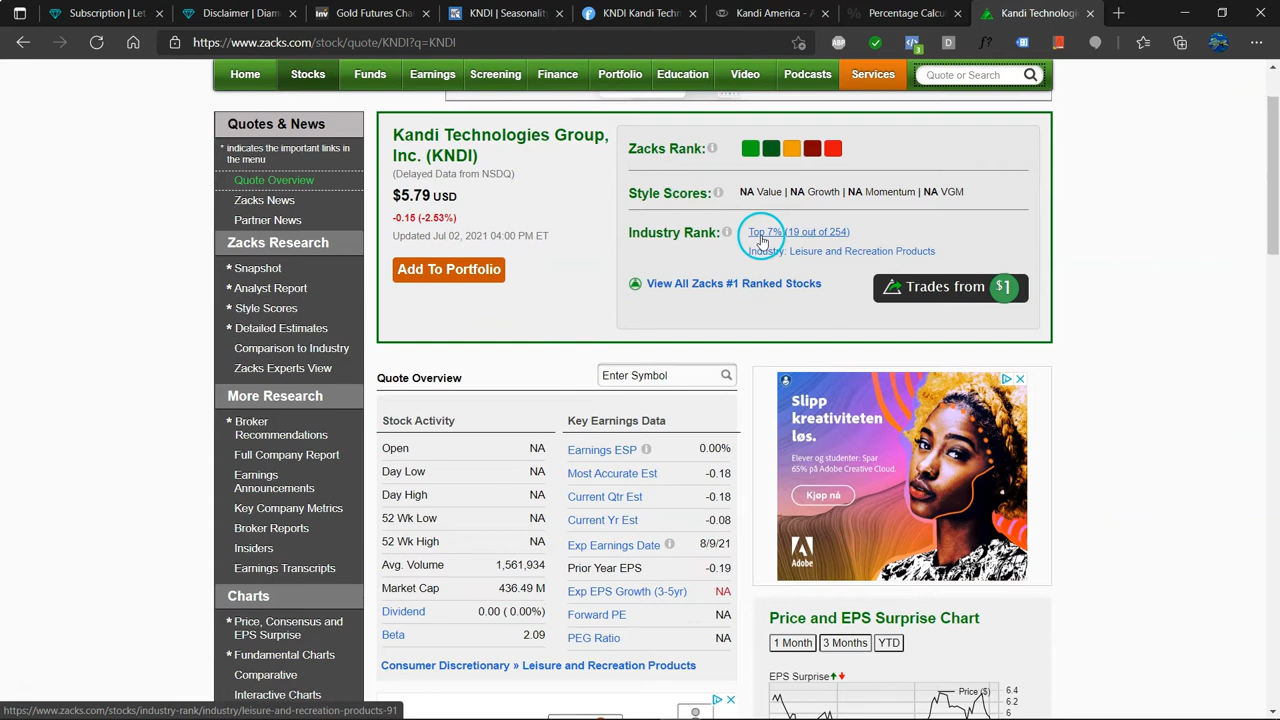 Subscription | Let
Disclaimer | Diam
Gold Futures Cha
KNDI | Seasonality
KNDI Kandi Techn
Kandi America - A
Percentage Calcu
Kandi Technologi
https://www.zacks.com/stock/quote/KNDI?q=KNDI
Home Stocks Funds Earnings Screening Finance Portfolio Education Video Podcasts Services Quote or Search
Quotes & News
* indicates the important links in
the menu
Quote Overview
* Zacks News
Partner News
Zacks Research
* Snapshot
* Analyst Report
* Style Scores
* Detailed Estimates
Comparison to Industry
Zacks Experts View
More Research
* Broker
Recommendations
Full Company Report
Earnings
Announcements
* Key Company Metrics
Broker Reports
Insiders
Earnings Transcripts
Charts
* Price, Consensus and
EPS Surprise
* Fundamental Charts
Comparative
Interactive Charts
Kandi Technologies Group,
Inc. (KNDI)
(Delayed Data from NSDQ)
$5.79 USD
-0.15 (-2.53%)
Updated Jul 02, 2021 04:00 PM ET
Add To Portfolio
Zacks Rank:
Style Scores: NA Value | NA Growth | NA Momentum | NA VGM
Industry Rank: Top 7% (19 out of 254)
Industry: Leisure and Recreation Products
View All Zacks #1 Ranked Stocks
Trades from $1
Quote Overview
Enter Symbol
Stock Activity
Open NA
Day Low NA
Day High NA
52 Wk Low NA
52 Wk High NA
Avg. Volume 1,561,934
Market Cap 436.49 M
Dividend 0.00 ( 0.00%)
Beta 2.09
Key Earnings Data
Earnings ESP 0.00%
Most Accurate Est -0.18
Current Qtr Est -0.18
Current Yr Est -0.08
Exp Earnings Date 8/9/21
Prior Year EPS -0.19
Exp EPS Growth (3-5yr) NA
Forward PE NA
PEG Ratio NA
Consumer Discretionary » Leisure and Recreation Products
Slipp
kreativiteten
løs.
Elever og studenter: Spar
65% på Adobe Creative Cloud.
Kjøp nå
Adobe
Price and EPS Surprise Chart
1 Month 3 Months YTD
EPS Surprise
Price ($)
6.4
6.2
6
https://www.zacks.com/stocks/industry-rank/industry/leisure-and-recreation-products-91